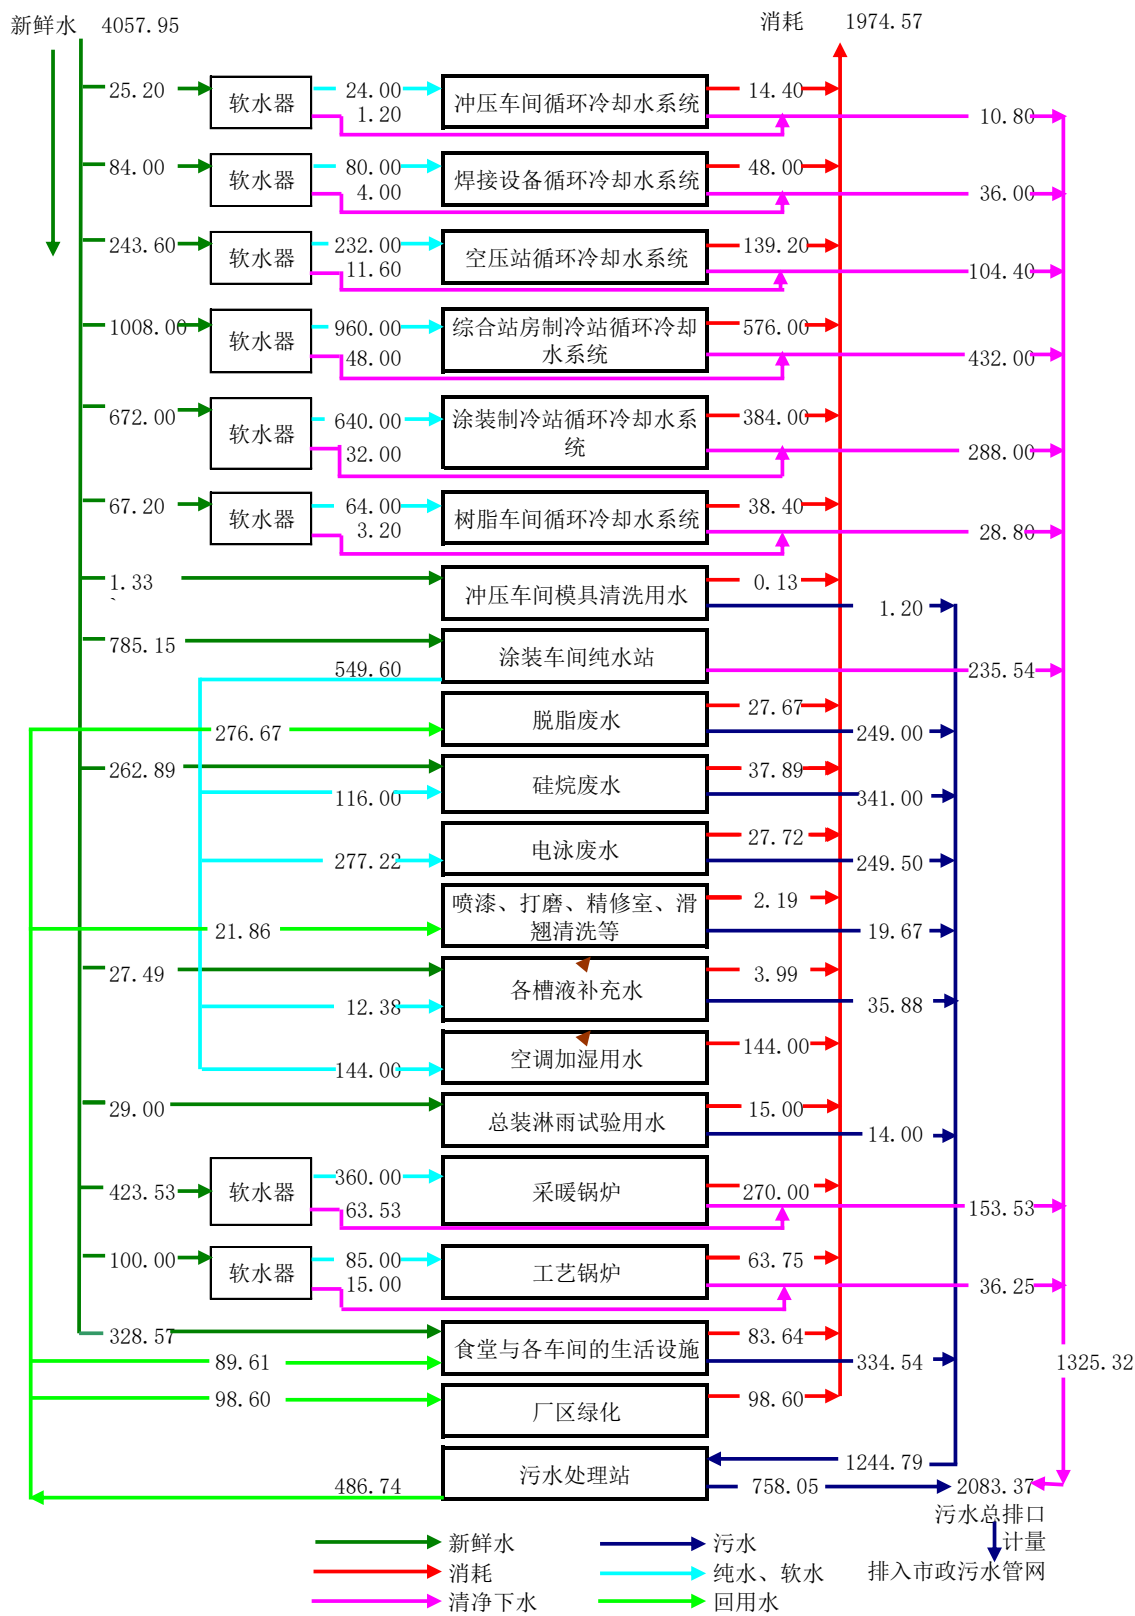 新鲜水 4057.95 消耗 1974.57
25.20 软水器 24.00 冲压车间循环冷却水系统 14.40
1.20 10.80
84.00 软水器 80.00 焊接设备循环冷却水系统 48.00
4.00 36.00
243.60 软水器 232.00 空压站循环冷却水系统 139.20
11.60 104.40
1008.00 软水器 960.00 综合站房制冷站循环冷却 576.00
48.00 水系统 432.00
672.00 软水器 640.00 涂装制冷站循环冷却水系 384.00
32.00 统 288.00
67.20 软水器 64.00 树脂车间循环冷却水系统 38.40
3.20 28.80
1.33 冲压车间模具清洗用水 0.13
1.20
785.15 涂装车间纯水站
549.60 235.54
276.67 脱脂废水 27.67
249.00
262.89 硅烷废水 37.89
116.00 341.00
277.22 电泳废水 27.72
249.50
喷漆、打磨、精修室、滑 2.19
21.86 翘清洗等 19.67
27.49 各槽液补充水 3.99
12.38 35.88
144.00 空调加湿用水 144.00
29.00 总装淋雨试验用水 15.00
14.00
423.53 软水器 360.00 采暖锅炉 270.00
63.53 153.53
100.00 软水器 85.00 工艺锅炉 63.75
15.00 36.25
328.57 食堂与各车间的生活设施 83.64
89.61 334.54 1325.32
98.60 厂区绿化 98.60
污水处理站 1244.79
486.74 758.05 2083.37
污水总排口
计量
排入市政污水管网
新鲜水 污水
消耗 纯水、软水
清净下水 回用水